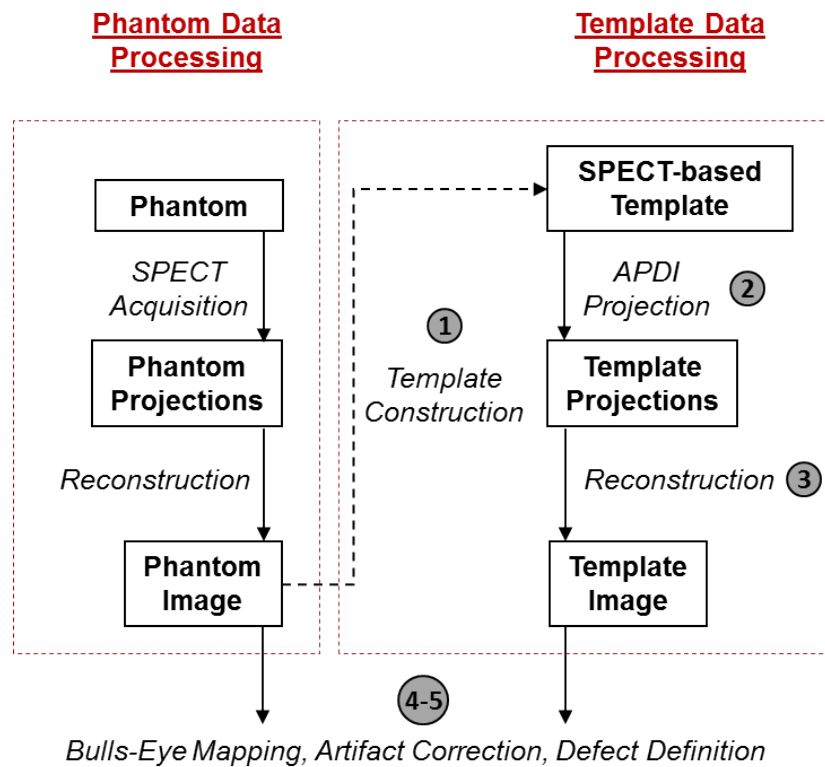 Phantom Data
Processing
Template Data
Processing
Phantom
SPECT
Acquisition
Phantom
Projections
Reconstruction
Phantom
Image
1
Template
Construction
SPECT-based
Template
APDI
Projection
2
Template
Projections
Reconstruction
3
Template
Image
4-5
Bulls-Eye Mapping, Artifact Correction, Defect Definition